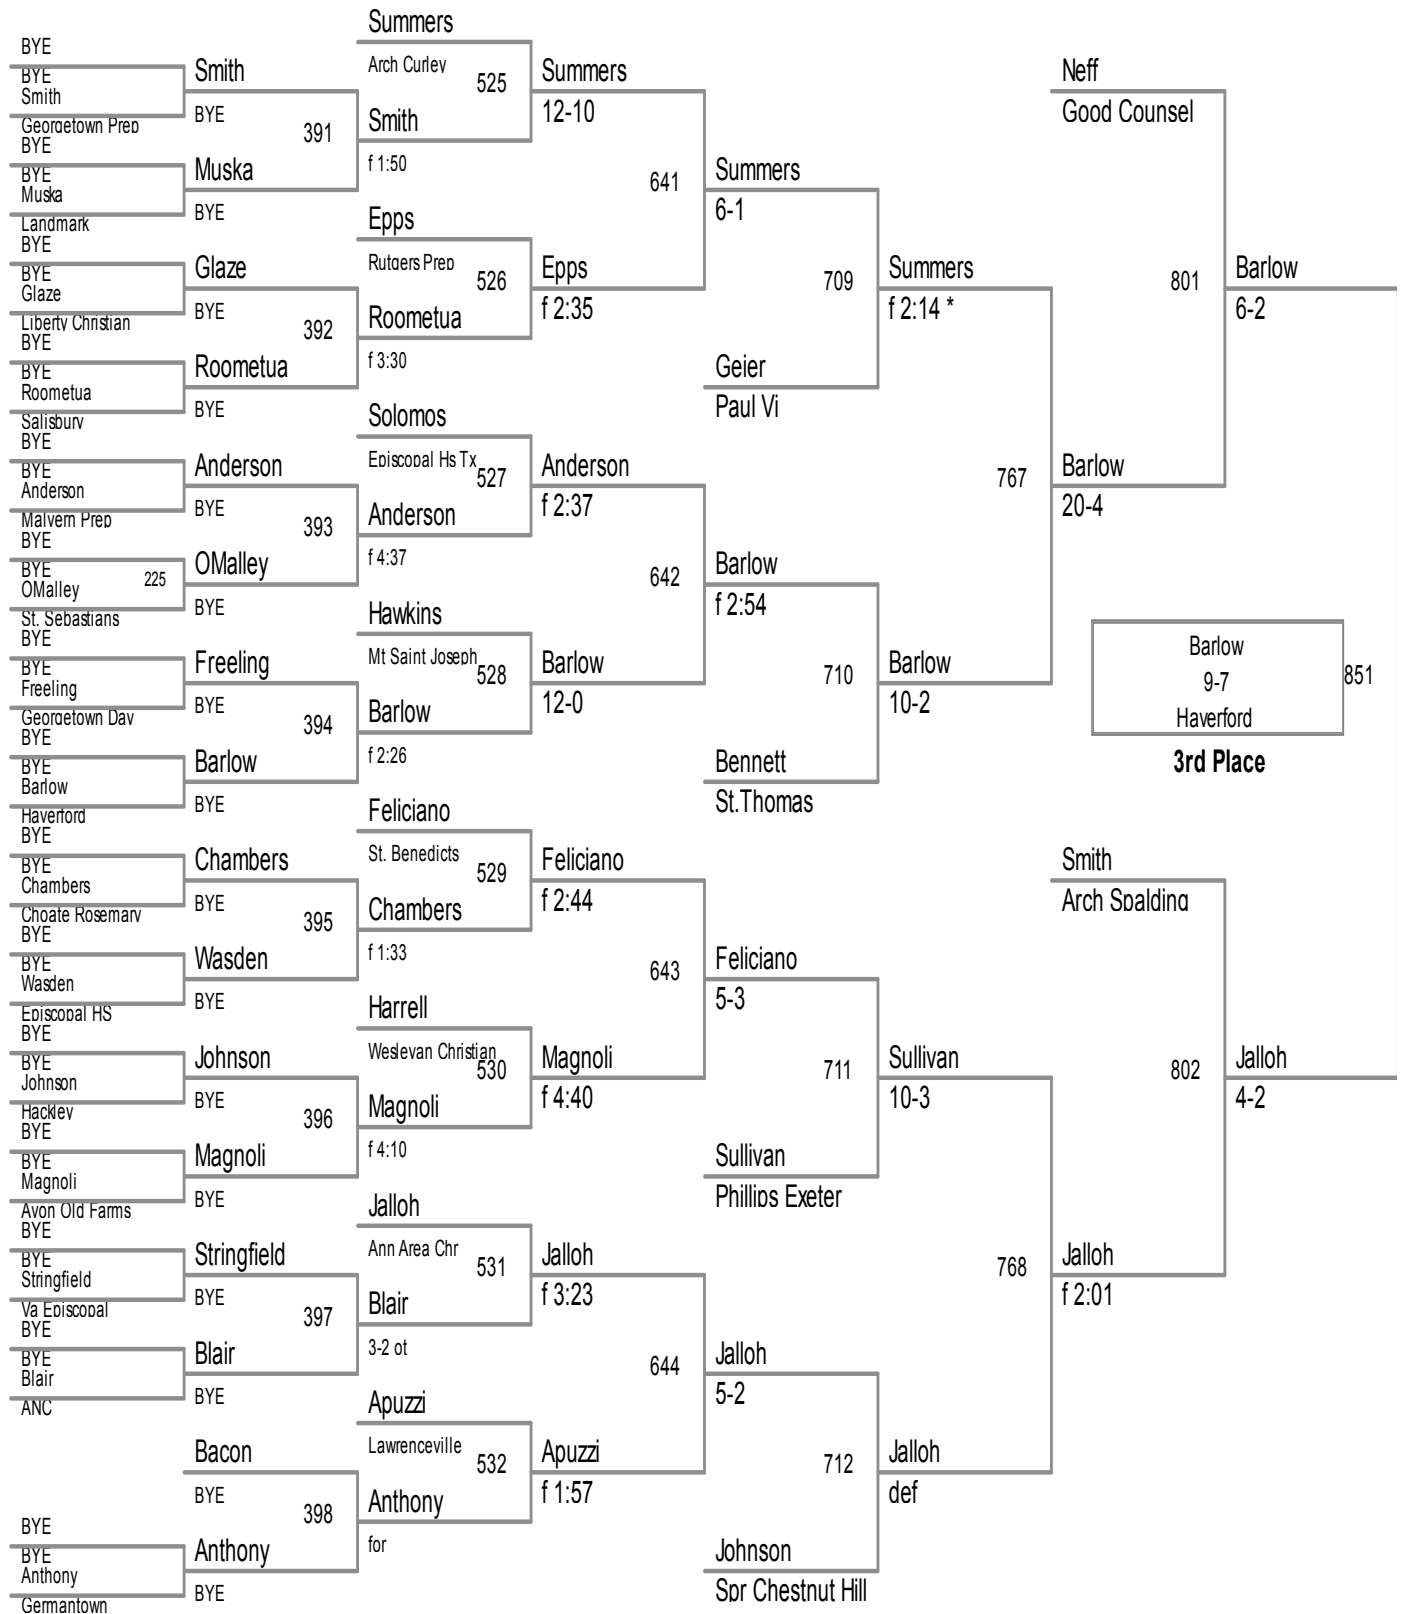 BYE
BYE
Smith
Georgetown Prep
BYE
BYE
Muska
Landmark
BYE
BYE
Glaze
Liberty Christian
BYE
BYE
Roometua
Salisbury
BYE
BYE
Anderson
Malvern Prep
BYE
BYE
OMalley
225
St. Sebastians
BYE
BYE
Freeling
Georgetown Day
BYE
BYE
Barlow
Haverford
BYE
BYE
Chambers
Choate Rosemary
BYE
BYE
Wasden
Episcopal HS
BYE
BYE
Johnson
Hackley
BYE
BYE
Magnoli
Avon Old Farms
BYE
BYE
Stringfield
Va Episcopal
BYE
BYE
Blair
ANC
BYE
BYE
Anthony
Germantown
Smith
BYE
391
Muska
BYE
Glaze
BYE
392
Roometua
BYE
Anderson
BYE
393
OMalley
BYE
Freeling
BYE
394
Barlow
BYE
Chambers
BYE
395
Wasden
BYE
Johnson
BYE
396
Magnoli
BYE
Stringfield
BYE
397
Blair
BYE
Bacon
BYE
398
Anthony
BYE
Summers
Arch Curley
525
Smith
f 1:50
Epps
Rutgers Prep
526
Roometua
f 3:30
Solomos
Episcopal Hs Tx
527
Anderson
f 4:37
Hawkins
Mt Saint Joseph
528
Barlow
f 2:26
Feliciano
St. Benedicts
529
Chambers
f 1:33
Harrell
Wesleyan Christian
530
Magnoli
f 4:10
Jalloh
Ann Area Chr
531
Blair
3-2 ot
Apuzzi
Lawrenceville
532
Anthony
for
Summers
12-10
641
Epps
f 2:35
Anderson
f 2:37
642
Barlow
12-0
Feliciano
f 2:44
643
Magnoli
f 4:40
Jalloh
f 3:23
644
Apuzzi
f 1:57
Summers
6-1
709
Geier
Paul Vi
Barlow
f 2:54
710
Bennett
St.Thomas
Feliciano
5-3
711
Sullivan
Phillips Exeter
Jalloh
5-2
712
Johnson
Spr Chestnut Hill
Summers
f 2:14 *
767
Barlow
10-2
Sullivan
10-3
768
Jalloh
def
Neff
Good Counsel
801
Barlow
20-4
Smith
Arch Spalding
802
Jalloh
f 2:01
Barlow
6-2
Jalloh
4-2
Barlow
9-7
Haverford
851
3rd Place